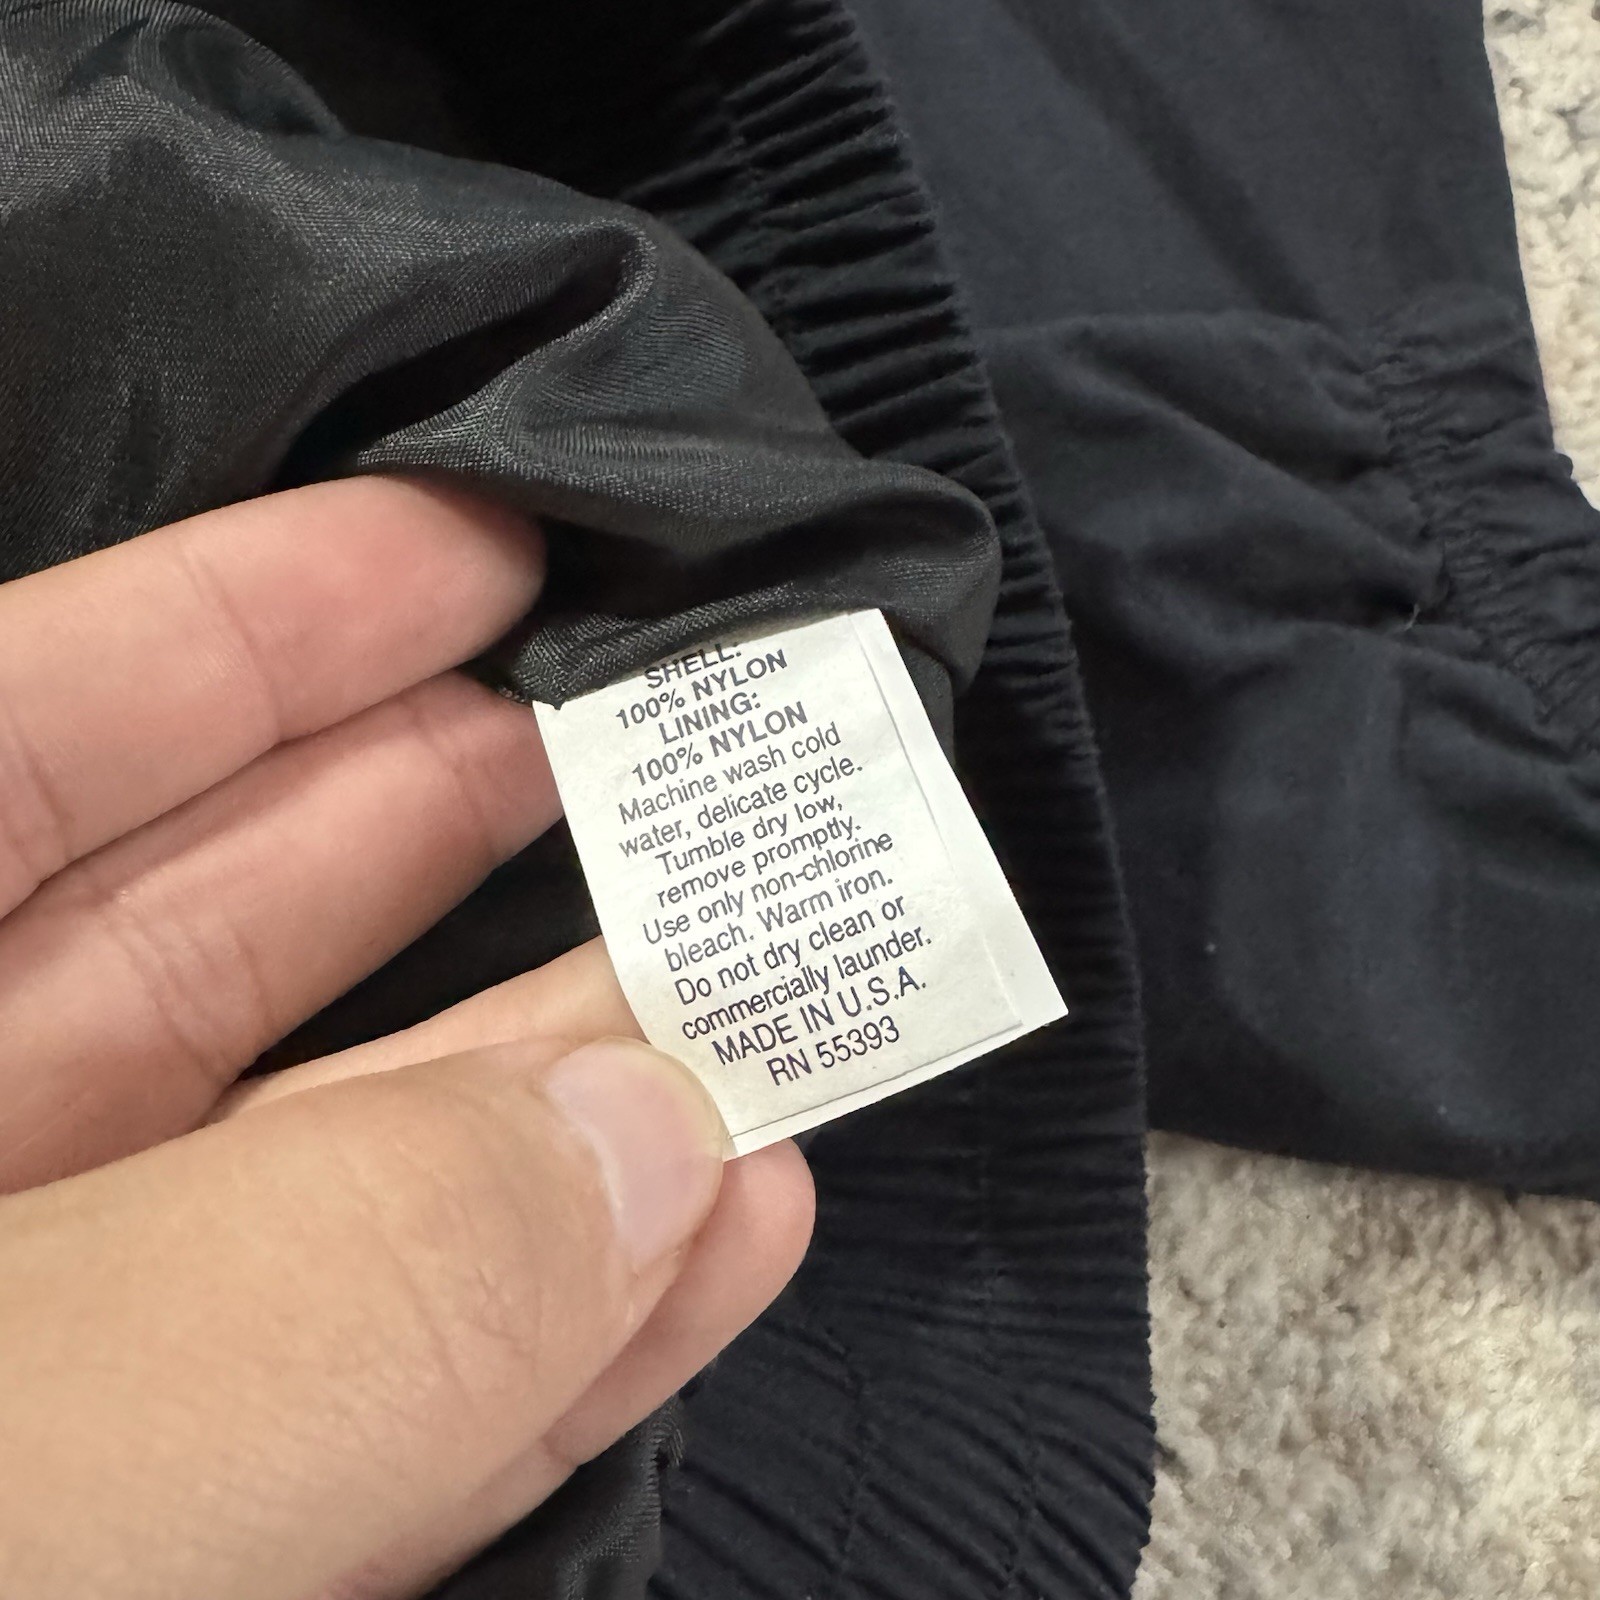 SHELL:
100% NYLON
LINING:
100% NYLON
Machine wash cold
water, delicate cycle.
Tumble dry low,
remove promptly.
Use only non-chlorine
bleach. Warm iron.
Do not dry clean or
commercially launder.
MADE IN U.S.A.
RN 55393